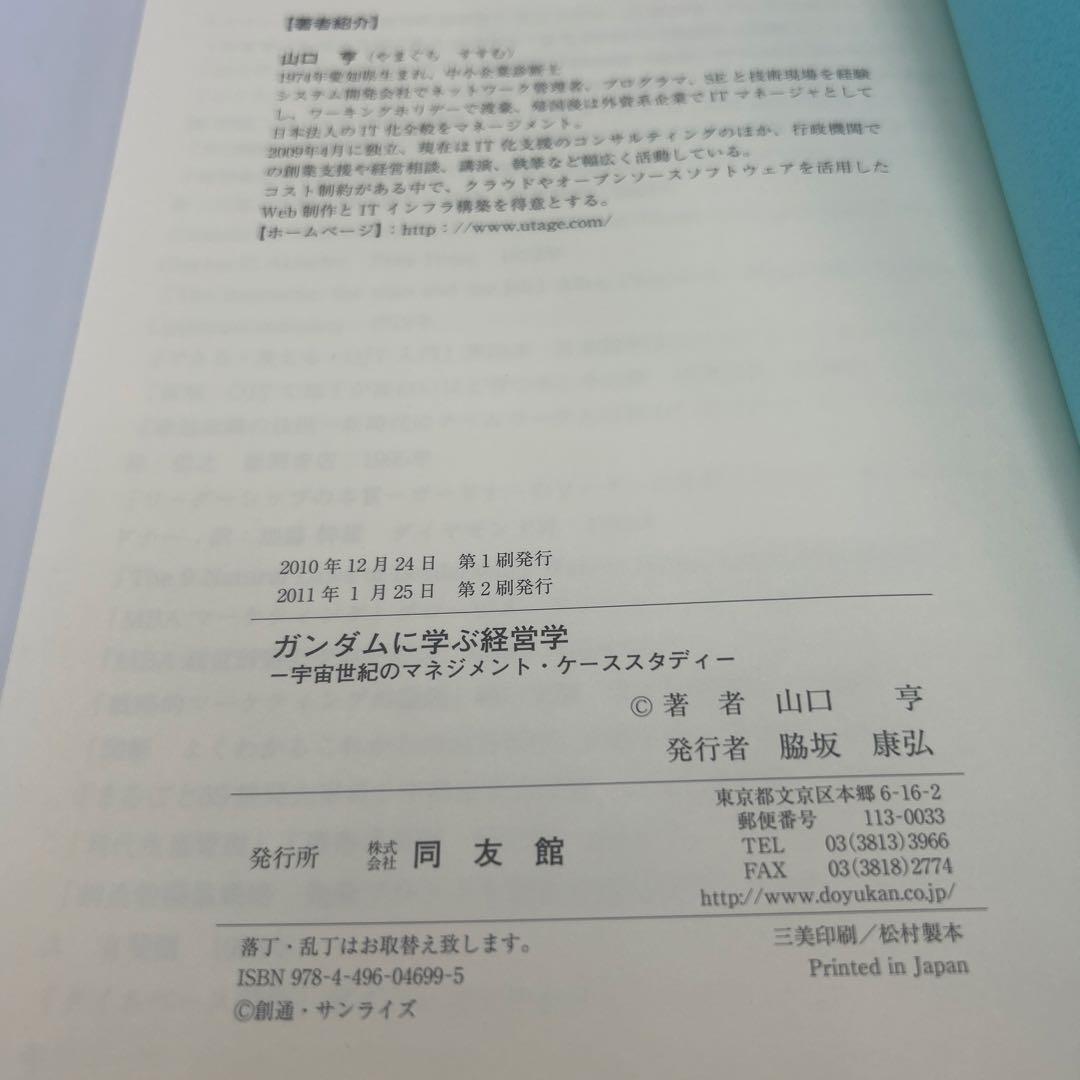 【著者紹介】
山口　亨（やまぐち　すすむ）
1974年愛知県生まれ、中小企業診断士
システム開発会社でネットワーク管理者、プログラマ、SEと技術現場を経験
し、ワーキングホリデーで渡豪、帰国後は外資系企業でITマネージャとして
日本法人のIT化全般をマネージメント。
2009年4月に独立、現在はIT化支援のコンサルティングのほか、行政機関で
の創業支援や経営相談、講演、執筆など幅広く活動している。
コスト制約がある中で、クラウドやオープンソースソフトウェアを活用した
Web制作とITインフラ構築を得意とする。
【ホームページ】：http：//www.utage.com/
2010年12月24日　第1刷発行
2011年 1月25日　第2刷発行
ガンダムに学ぶ経営学
ー宇宙世紀のマネジメント・ケーススタディー
©著　者　山口　　亨
発行者　脇坂　康弘
東京都文京区本郷6-16-2
郵便番号　113-0033
発行所　株式会社　同友館
TEL　03(3813)3966
FAX　03(3818)2774
http://www.doyukan.co.jp/
落丁・乱丁はお取替え致します。
三美印刷／松村製本
ISBN 978-4-496-04699-5
Printed in Japan
©創通・サンライズ